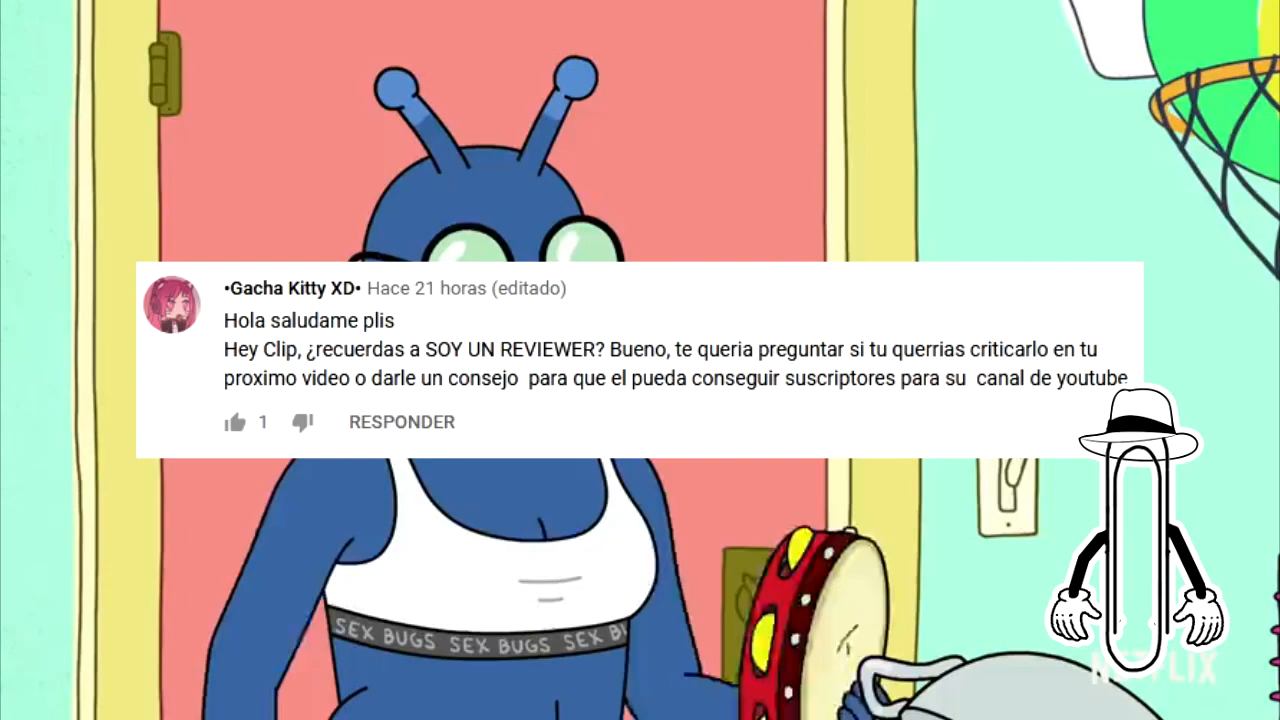 •Gacha Kitty XD• Hace 21 horas (editado)
Hola saludame plis
Hey Clip, ¿recuerdas a SOY UN REVIEWER? Bueno, te queria preguntar si tu querrias criticarlo en tu
proximo video o darle un consejo para que el pueda conseguir suscriptores para su canal de youtube
1 RESPONDER
SEX BUGS SEX BUGS SEX BU
NETFLIX